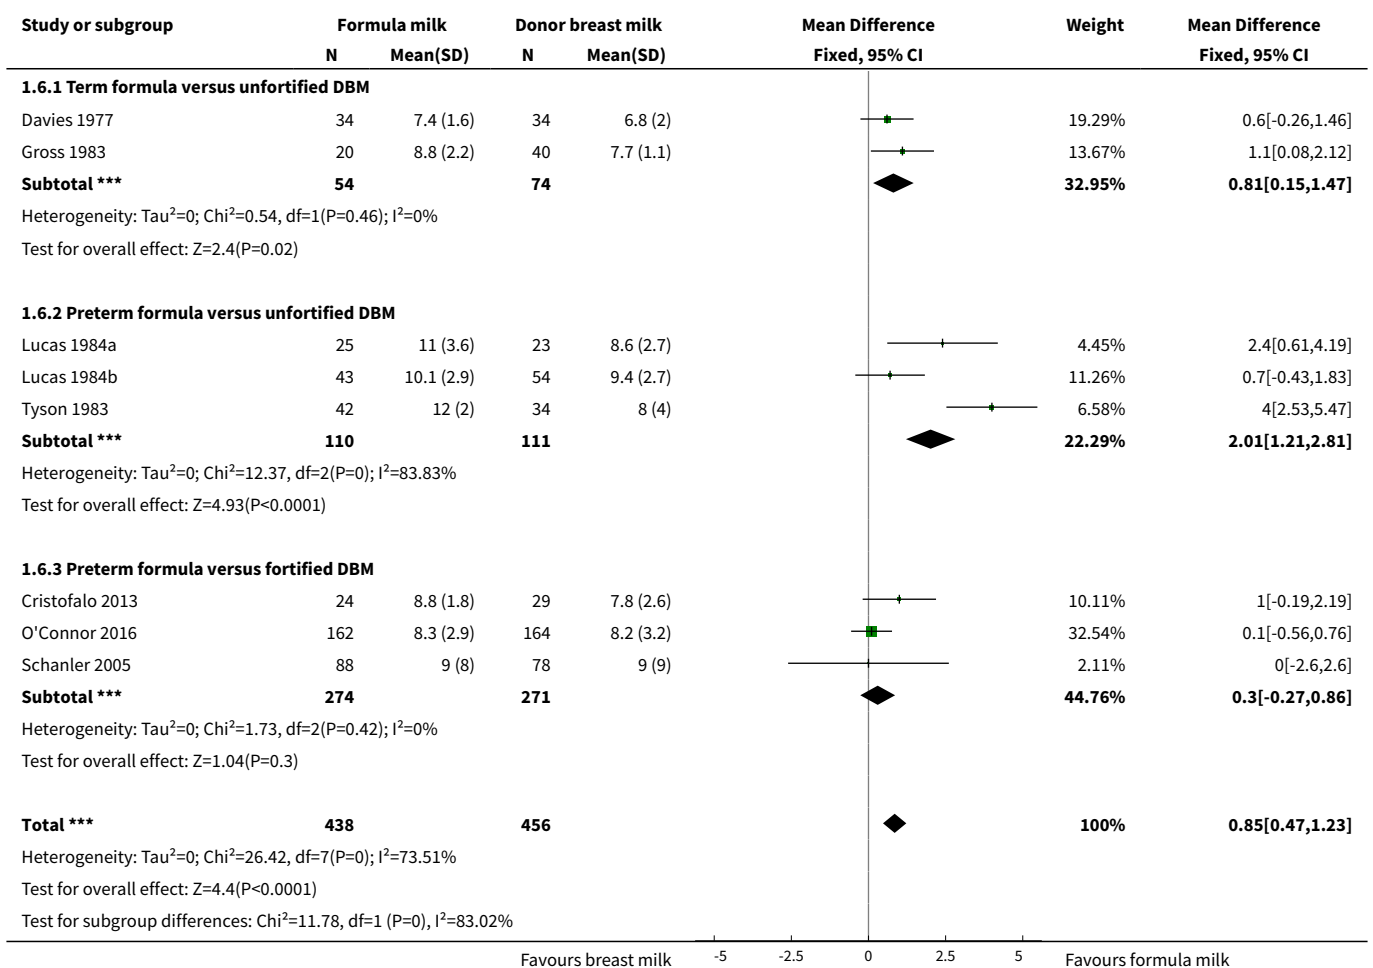 Study or subgroup Formula milk Donor breast milk Mean Difference Weight Mean Difference
N Mean(SD) N Mean(SD) Fixed, 95% CI Fixed, 95% CI
1.6.1 Term formula versus unfortified DBM
Davies 1977 34 7.4 (1.6) 34 6.8 (2) 19.29% 0.6[-0.26,1.46]
Gross 1983 20 8.8 (2.2) 40 7.7 (1.1) 13.67% 1.1[0.08,2.12]
Subtotal *** 54 74 32.95% 0.81[0.15,1.47]
Heterogeneity: Tau²=0; Chi²=0.54, df=1(P=0.46); I²=0%
Test for overall effect: Z=2.4(P=0.02)
1.6.2 Preterm formula versus unfortified DBM
Lucas 1984a 25 11 (3.6) 23 8.6 (2.7) 4.45% 2.4[0.61,4.19]
Lucas 1984b 43 10.1 (2.9) 54 9.4 (2.7) 11.26% 0.7[-0.43,1.83]
Tyson 1983 42 12 (2) 34 8 (4) 6.58% 4[2.53,5.47]
Subtotal *** 110 111 22.29% 2.01[1.21,2.81]
Heterogeneity: Tau²=0; Chi²=12.37, df=2(P=0); I²=83.83%
Test for overall effect: Z=4.93(P<0.0001)
1.6.3 Preterm formula versus fortified DBM
Cristofalo 2013 24 8.8 (1.8) 29 7.8 (2.6) 10.11% 1[-0.19,2.19]
O'Connor 2016 162 8.3 (2.9) 164 8.2 (3.2) 32.54% 0.1[-0.56,0.76]
Schanler 2005 88 9 (8) 78 9 (9) 2.11% 0[-2.6,2.6]
Subtotal *** 274 271 44.76% 0.3[-0.27,0.86]
Heterogeneity: Tau²=0; Chi²=1.73, df=2(P=0.42); I²=0%
Test for overall effect: Z=1.04(P=0.3)
Total *** 438 456 100% 0.85[0.47,1.23]
Heterogeneity: Tau²=0; Chi²=26.42, df=7(P=0); I²=73.51%
Test for overall effect: Z=4.4(P<0.0001)
Test for subgroup differences: Chi²=11.78, df=1 (P=0), I²=83.02%
Favours breast milk -5 -2.5 0 2.5 5 Favours formula milk